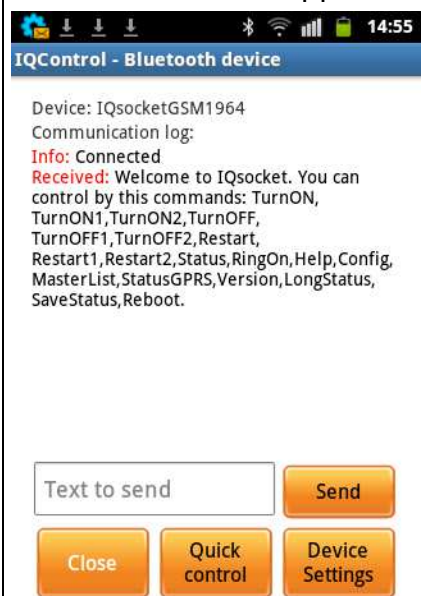 14:55
IQControl - Bluetooth device
Device: IQsocketGSM1964
Communication log:
Info: Connected
Received: Welcome to IQsocket. You can
control by this commands: TurnON,
TurnON1,TurnON2,TurnOFF,
TurnOFF1,TurnOFF2,Restart,
Restart1,Restart2,Status,RingOn,Help,Config,
MasterList,StatusGPRS,Version,LongStatus,
SaveStatus,Reboot.
Text to send
Send
Close
Quick
control
Device
Settings